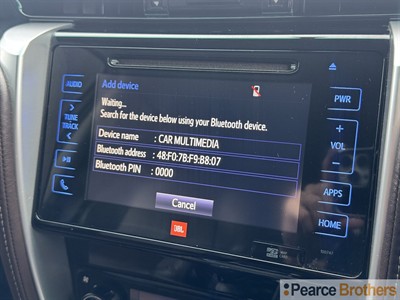 AUDIO
TUNE
TRACK
Add device
Waiting...
Search for the device below using your Bluetooth device.
Device name : CAR MULTIMEDIA
Bluetooth address : 48:F0:7B:F9:B8:07
Bluetooth PIN : 0000
Cancel
PWR
+
VOL
-
APPS
HOME
JBL
Pearce Brothers.